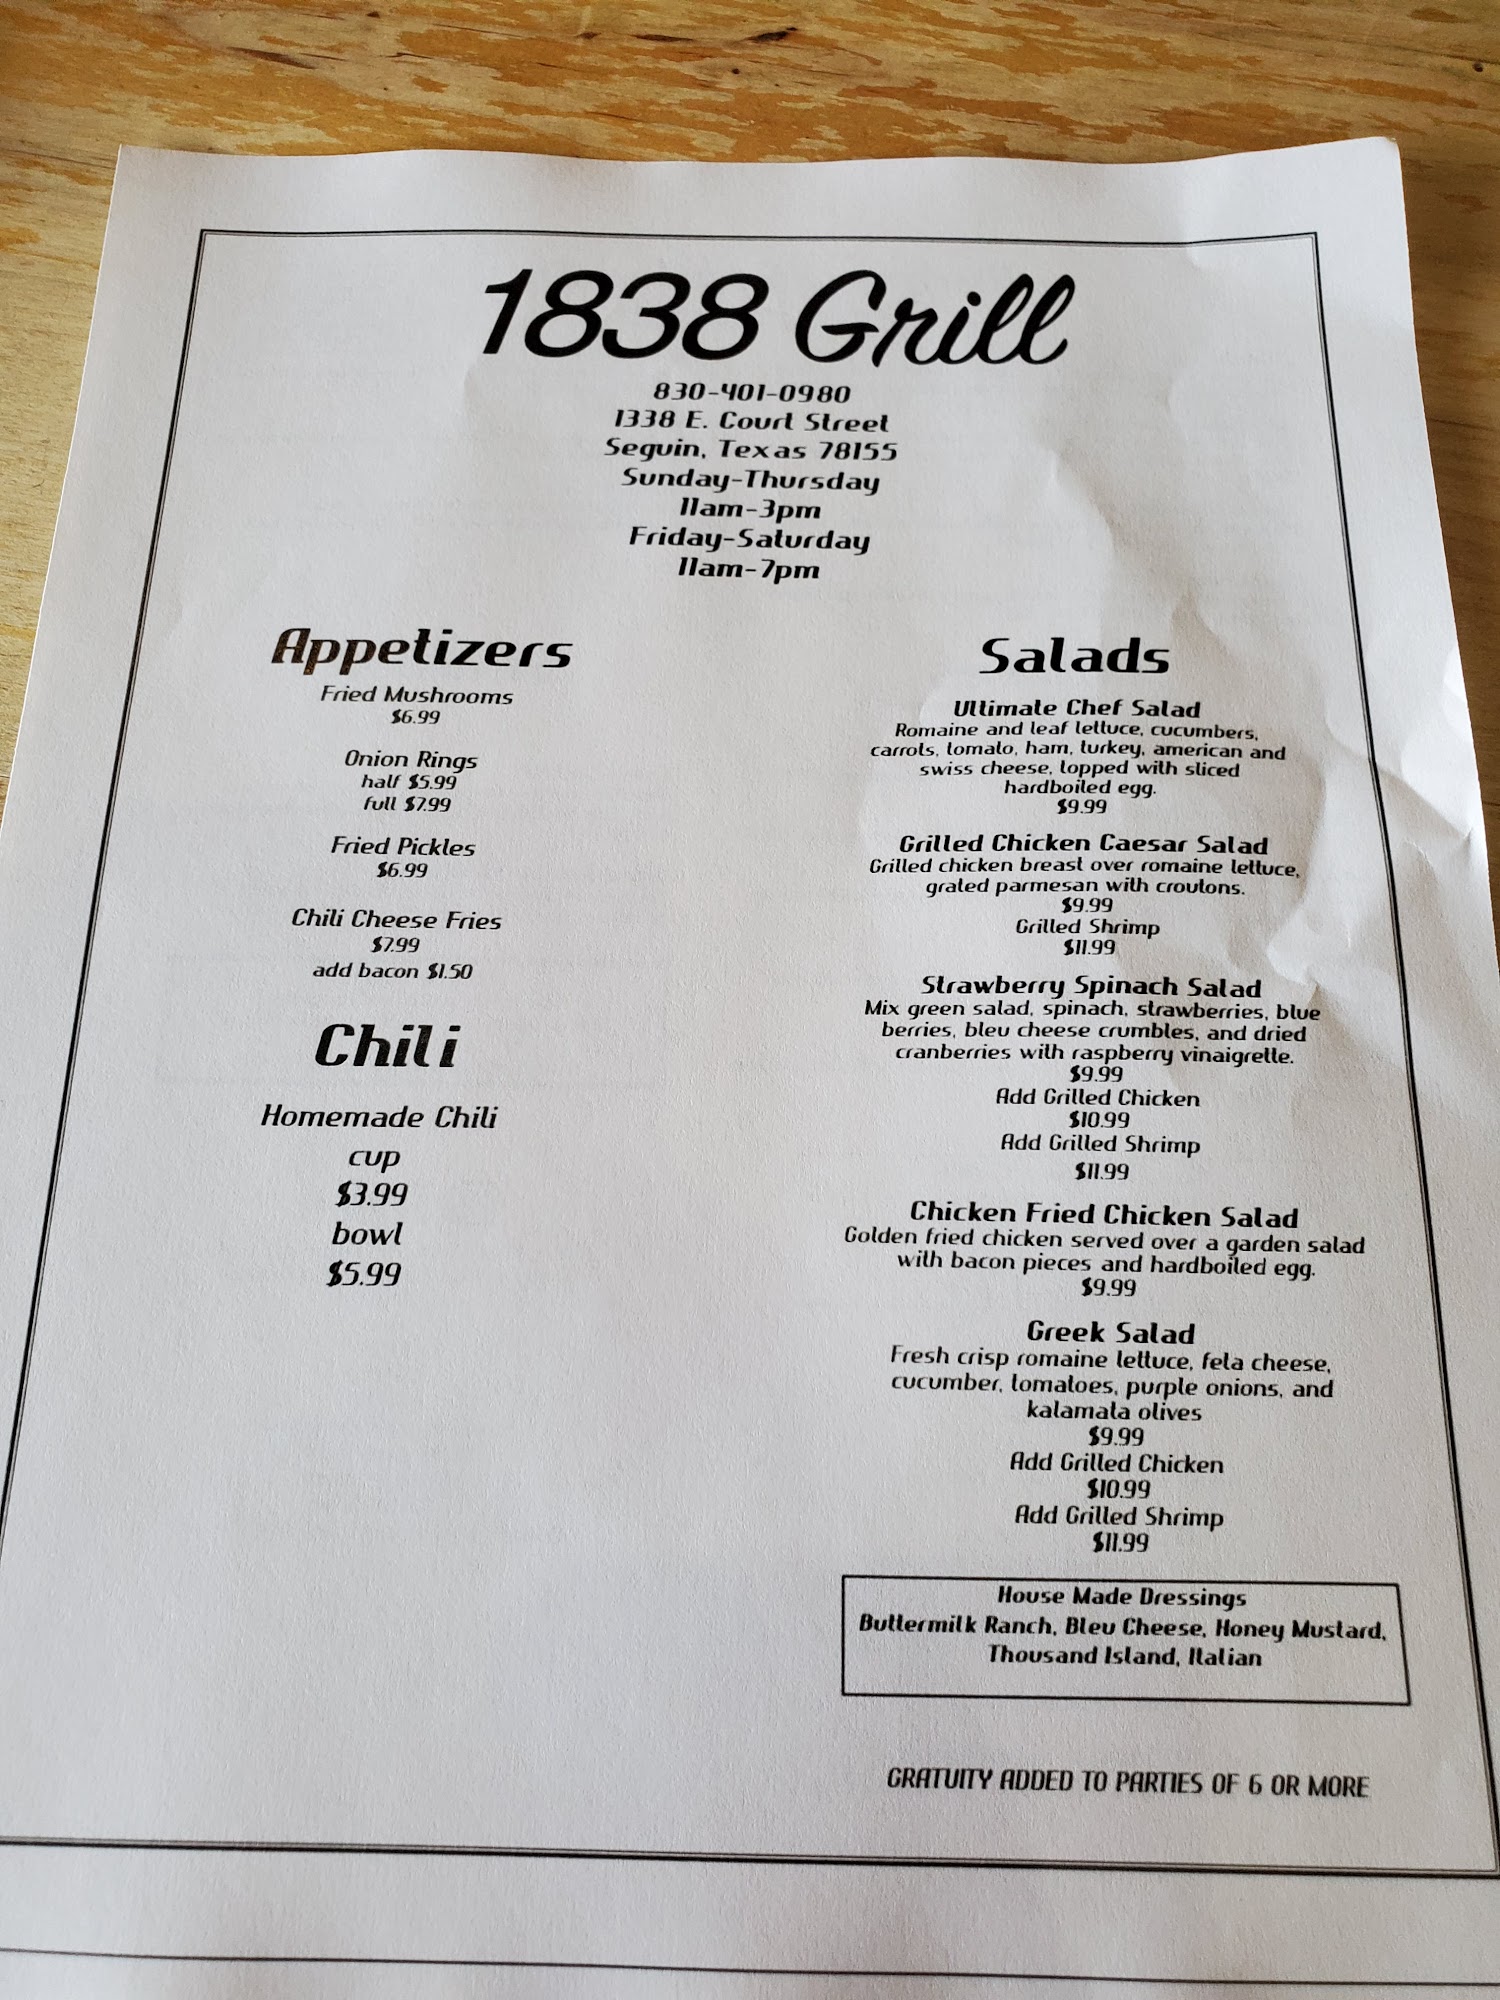 1838 Grill
830-401-0980
1338 E. Court Street
Seguin, Texas 78155
Sunday-Thursday
11am-3pm
Friday-Saturday
11am-7pm
Appetizers
Fried Mushrooms
$6.99
Onion Rings
half $5.99
full $7.99
Fried Pickles
$6.99
Chili Cheese Fries
$7.99
add bacon $1.50
Chili
Homemade Chili
cup
$3.99
bowl
$5.99
Salads
Ultimate Chef Salad
Romaine and leaf lettuce, cucumbers,
carrots, tomato, ham, turkey, american and
swiss cheese, topped with sliced
hardboiled egg.
$9.99
Grilled Chicken Caesar Salad
Grilled chicken breast over romaine lettuce,
grated parmesan with croutons.
$9.99
Grilled Shrimp
$11.99
Strawberry Spinach Salad
Mix green salad, spinach, strawberries, blue
berries, bleu cheese crumbles, and dried
cranberries with raspberry vinaigrette.
$9.99
Add Grilled Chicken
$10.99
Add Grilled Shrimp
$11.99
Chicken Fried Chicken Salad
Golden fried chicken served over a garden salad
with bacon pieces and hardboiled egg.
$9.99
Greek Salad
Fresh crisp romaine lettuce, feta cheese,
cucumber, tomatoes, purple onions, and
kalamata olives
$9.99
Add Grilled Chicken
$10.99
Add Grilled Shrimp
$11.99
House Made Dressings
Buttermilk Ranch, Bleu Cheese, Honey Mustard,
Thousand Island, Italian
GRATUITY ADDED TO PARTIES OF 6 OR MORE